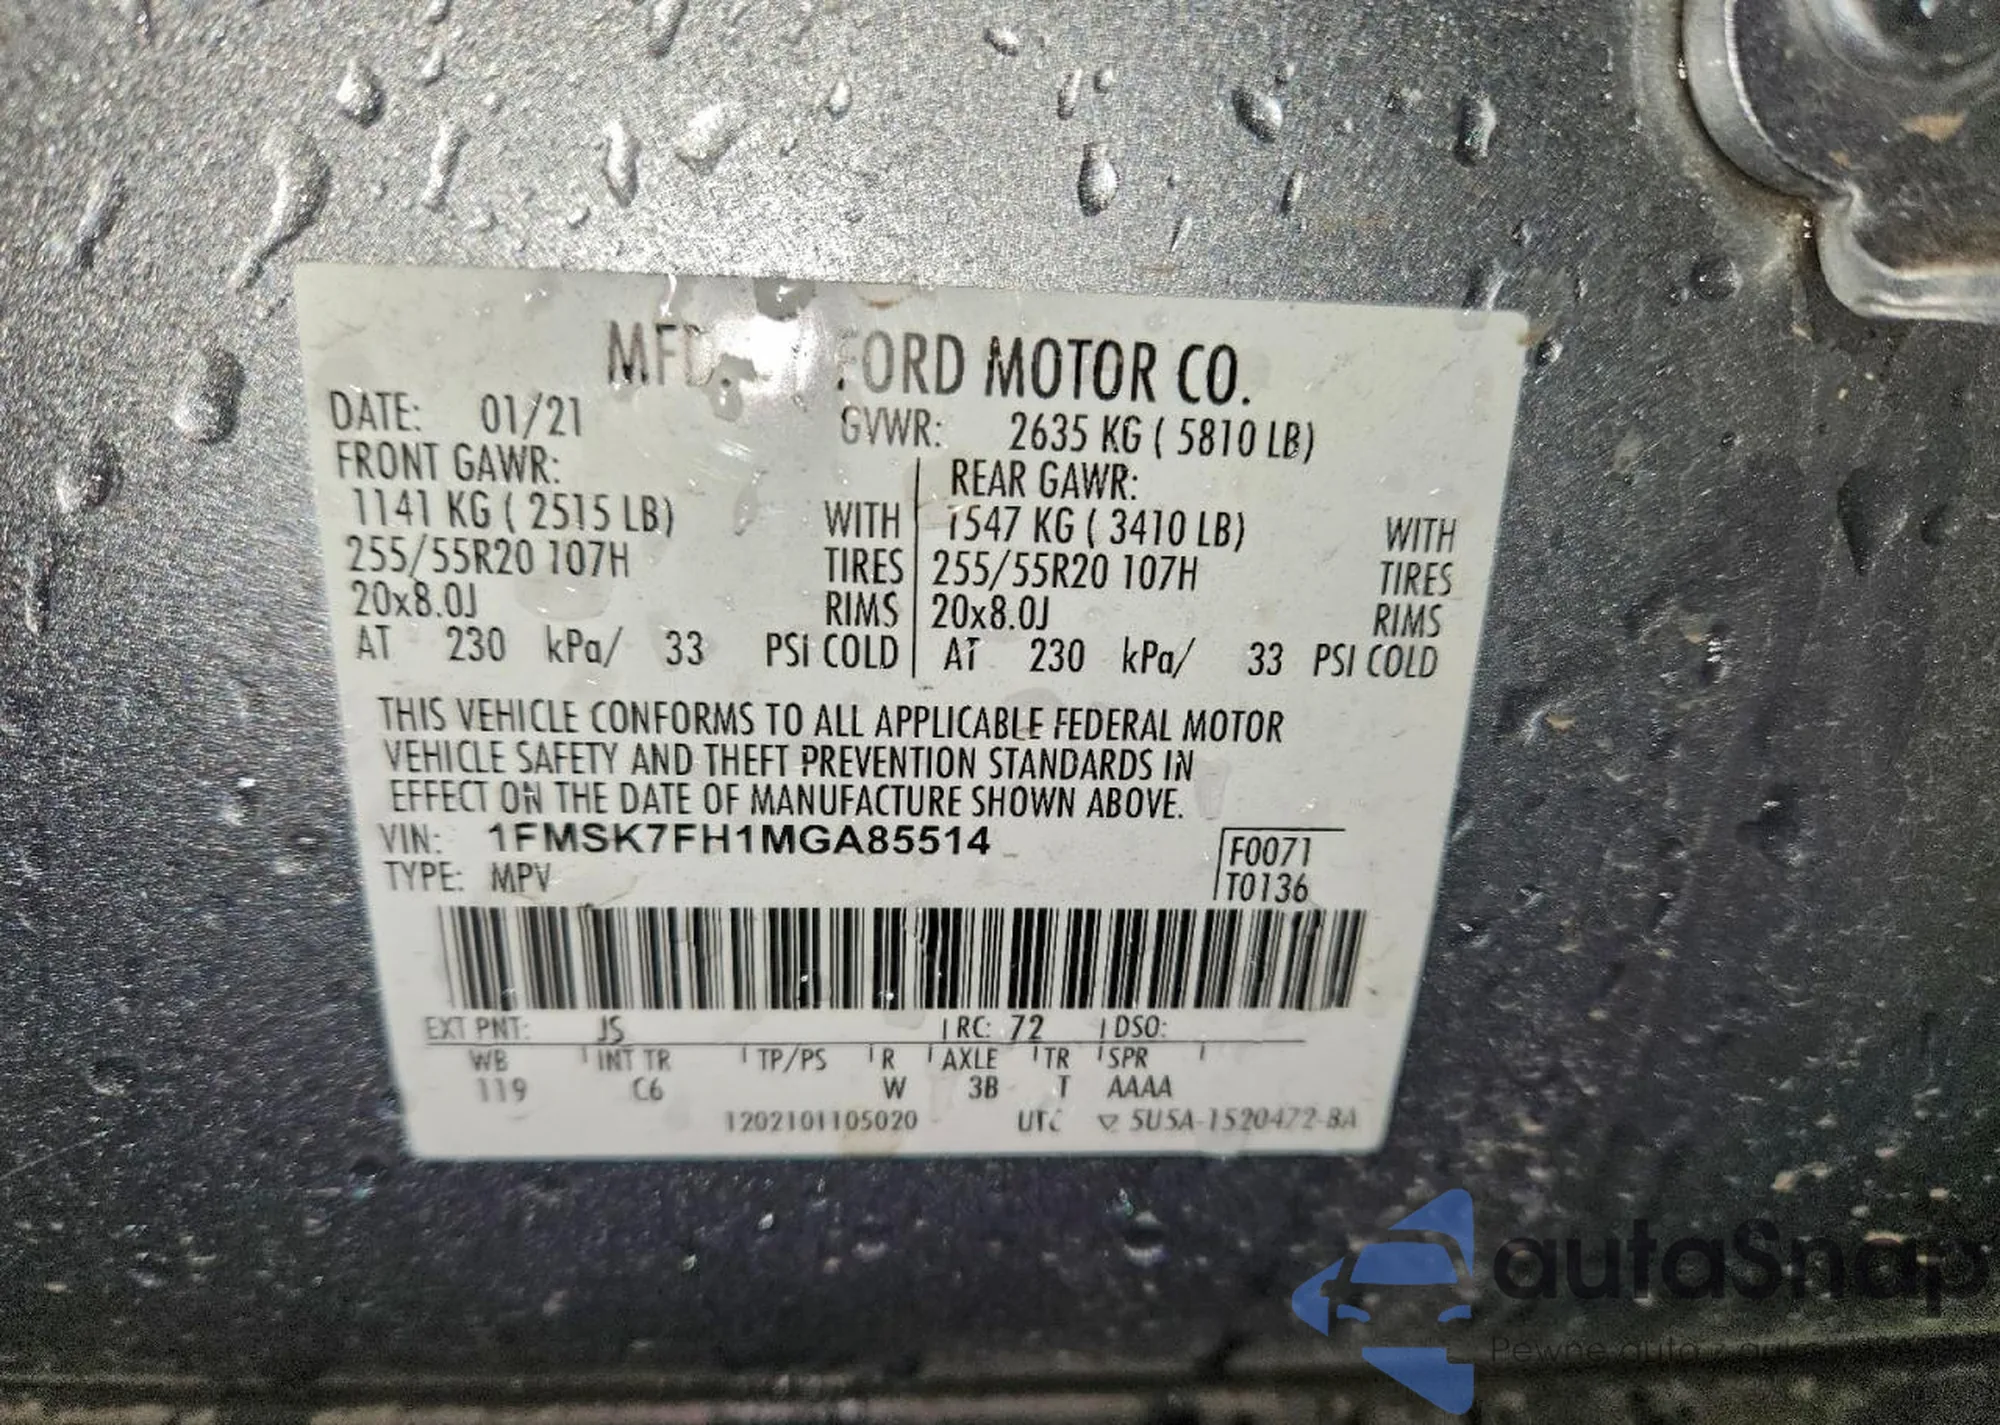 MFD. FORD MOTOR CO.
DATE: 01/21 GVWR: 2635 KG ( 5810 LB)
FRONT GAWR: REAR GAWR:
1141 KG ( 2515 LB) WITH 1547 KG ( 3410 LB) WITH
255/55R20 107H TIRES 255/55R20 107H TIRES
20x8.0J RIMS 20x8.0J RIMS
AT 230 kPa/ 33 PSI COLD AT 230 kPa/ 33 PSI COLD
THIS VEHICLE CONFORMS TO ALL APPLICABLE FEDERAL MOTOR
VEHICLE SAFETY AND THEFT PREVENTION STANDARDS IN
EFFECT ON THE DATE OF MANUFACTURE SHOWN ABOVE.
VIN: 1FMSK7FH1MGA85514
F0071
TYPE: MPV
T0136
EXT PNT: JS RC: 72 DSO:
WB INT TR TP/PS R AXLE TR SPR
119 C6 W 3B T AAAA
1202101105020 UTC ▽ 5U5A-1520472-BA
autaSnap
Pewne auta z